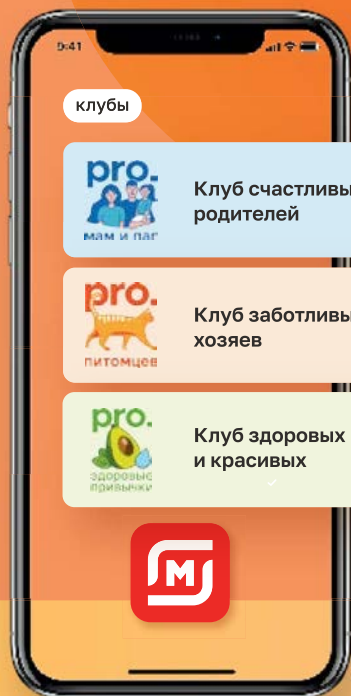 9:41
клубы
pro.
мам и пап
Клуб счастливы
родителей
pro.
питомцев
Клуб заботливы
хозяев
pro.
здоровые
привычки
Клуб здоровых
и красивых
М